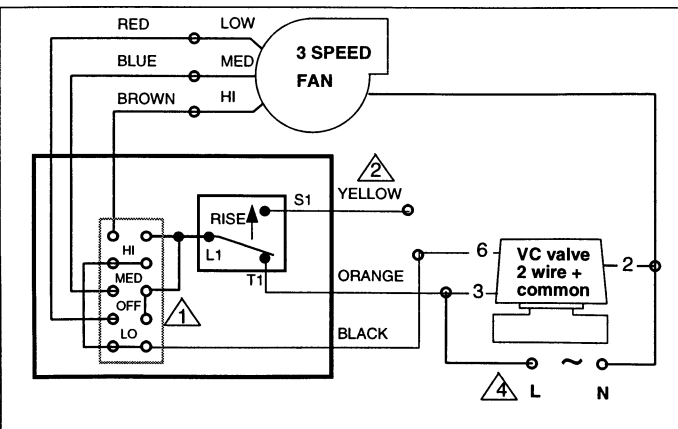 RED LOW
BLUE MED
BROWN HI
3 SPEED
FAN
2
YELLOW
S1
RISE
L1
T1
HI
MED
OFF
LO
1
ORANGE
BLACK
6
3
VC valve
2 wire +
common
2
4
L ~ N